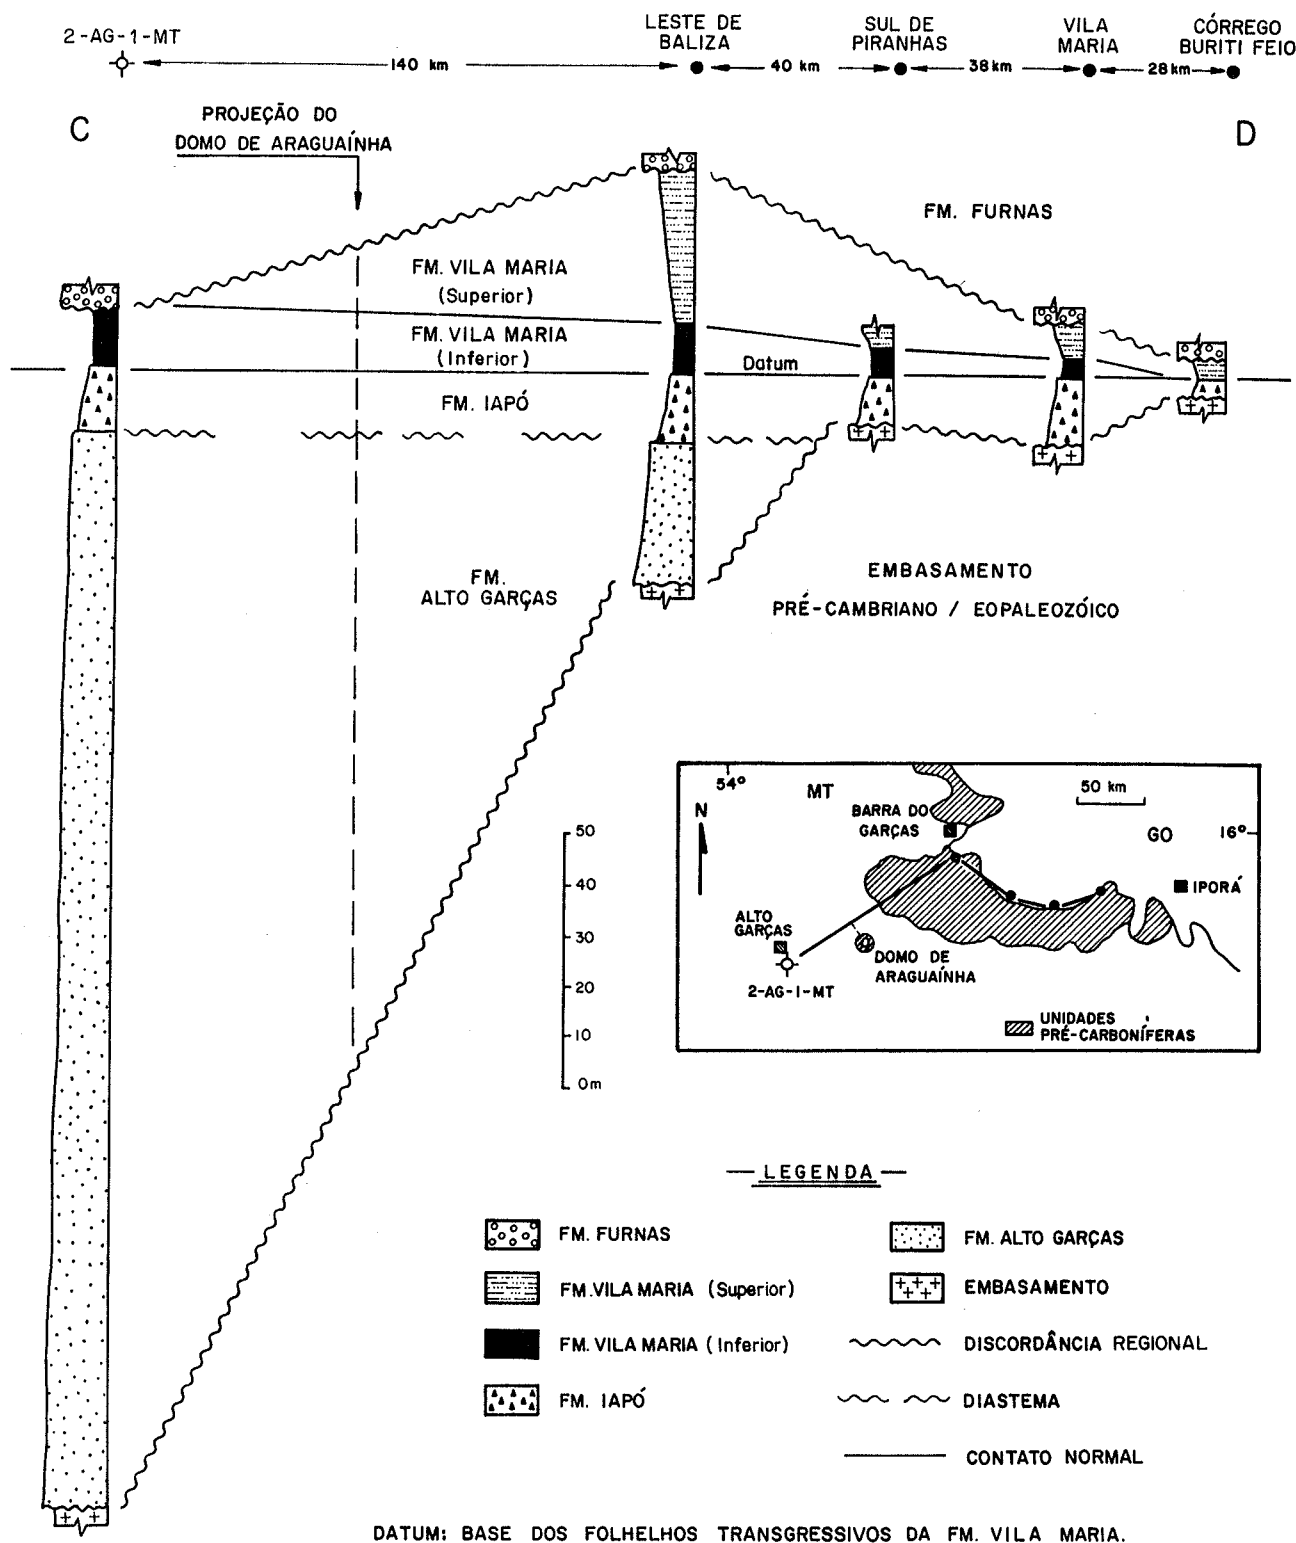 2-AG-1-MT
LESTE DE
BALIZA
SUL DE
PIRANHAS
VILA
MARIA
CÓRREGO
BURITI FEIO
140 km
40 km
38 km
28 km
C
PROJEÇÃO DO
DOMO DE ARAGUAÍNHA
D
FM. FURNAS
FM. VILA MARIA
(Superior)
FM. VILA MARIA
(Inferior)
Datum
FM. IAPÓ
FM.
ALTO GARÇAS
EMBASAMENTO
PRÉ-CAMBRIANO / EOPALEOZÓICO
50
40
30
20
10
0m
54°
MT
50 km
N
BARRA DO
GARÇAS
GO
16°
IPORÁ
ALTO
GARÇAS
DOMO DE
ARAGUAÍNHA
2-AG-1-MT
UNIDADES
PRÉ-CARBONÍFERAS
— LEGENDA —
FM. FURNAS
FM. VILA MARIA (Superior)
FM. VILA MARIA (Inferior)
FM. IAPÓ
FM. ALTO GARÇAS
EMBASAMENTO
DISCORDÂNCIA REGIONAL
DIASTEMA
CONTATO NORMAL
DATUM: BASE DOS FOLHELHOS TRANSGRESSIVOS DA FM. VILA MARIA.